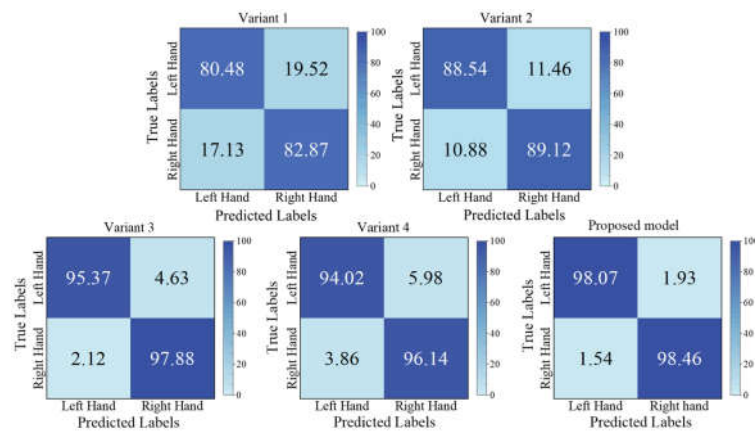 Variant 1
True Labels
Left Hand
Right Hand
80.48 19.52
17.13 82.87
Left Hand Right Hand
Predicted Labels
100
80
60
40
20
0
Variant 2
True Labels
Left Hand
Right Hand
88.54 11.46
10.88 89.12
Left Hand Right Hand
Predicted Labels
100
80
60
40
20
0
Variant 3
True Labels
Left Hand
Right Hand
95.37 4.63
2.12 97.88
Left Hand Right Hand
Predicted Labels
100
80
60
40
20
0
Variant 4
True Labels
Left Hand
Right Hand
94.02 5.98
3.86 96.14
Left Hand Right Hand
Predicted Labels
100
80
60
40
20
0
Proposed model
True Labels
Left Hand
Right Hand
98.07 1.93
1.54 98.46
Left Hand Right hand
Predicted Labels
100
80
60
40
20
0